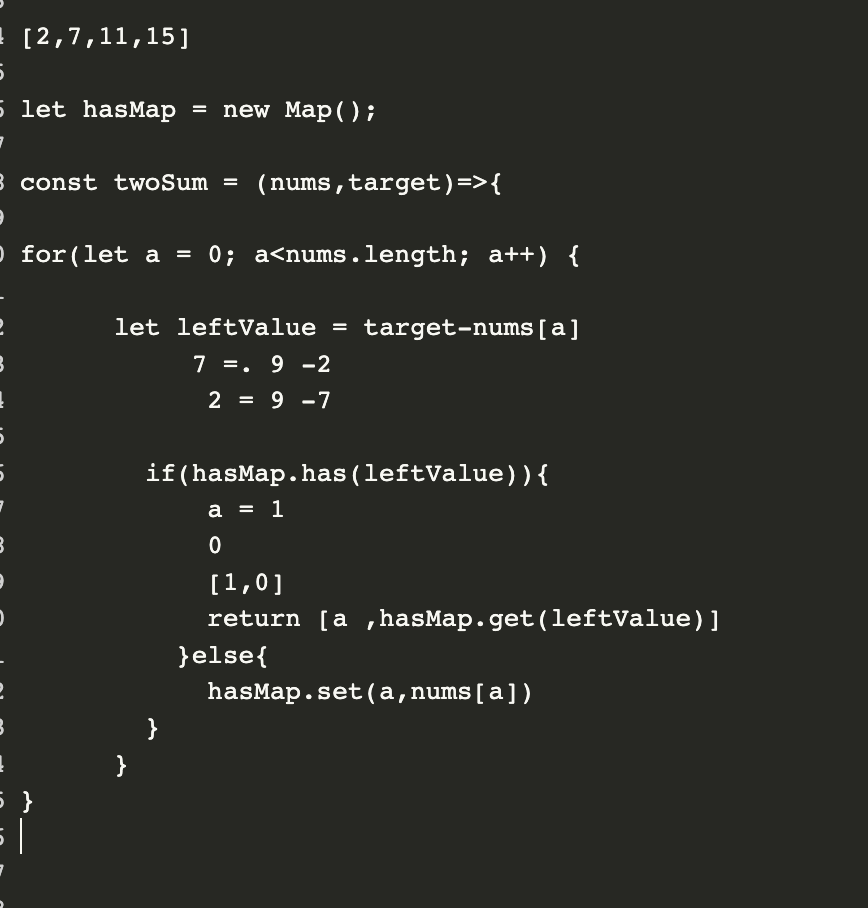 [2,7,11,15]
let hasMap = new Map();
const twoSum = (nums,target)=>{
for(let a = 0; a<nums.length; a++) {
let leftValue = target-nums[a]
7 =. 9 -2
2 = 9 -7
if(hasMap.has(leftValue)){
a = 1
0
[1,0]
return [a ,hasMap.get(leftValue)]
}else{
hasMap.set(a,nums[a])
}
}
}